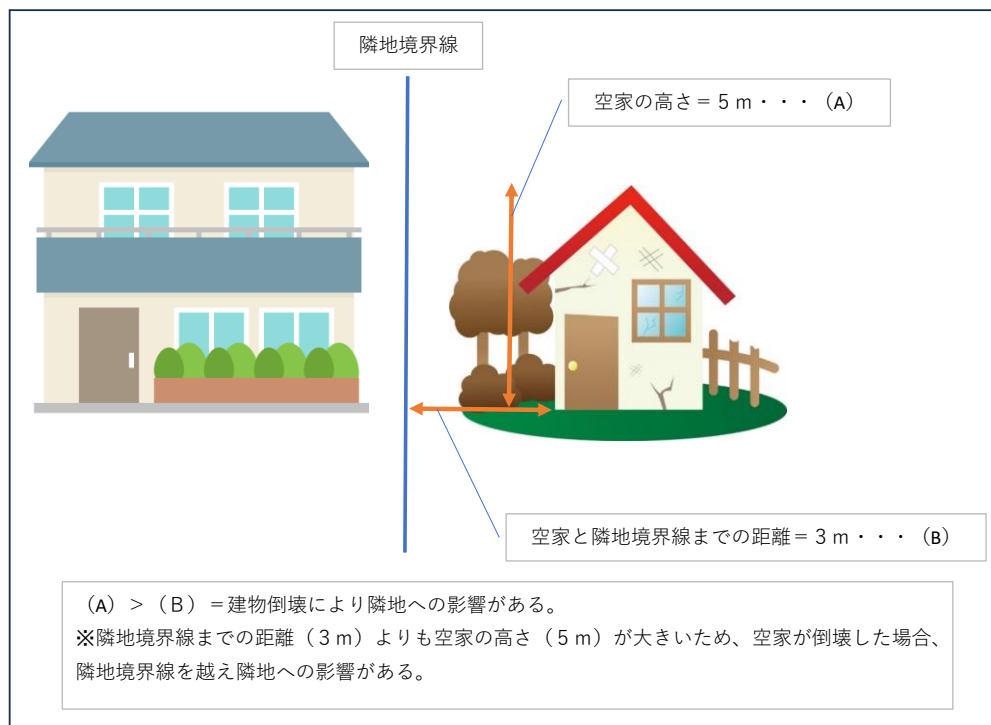 隣地境界線
空家の高さ＝５ｍ・・・（A）
空家と隣地境界線までの距離＝３ｍ・・・（B）
（A）＞（Ｂ）＝建物倒壊により隣地への影響がある。
※隣地境界線までの距離（３ｍ）よりも空家の高さ（５ｍ）が大きいため、空家が倒壊した場合、
隣地境界線を越え隣地への影響がある。